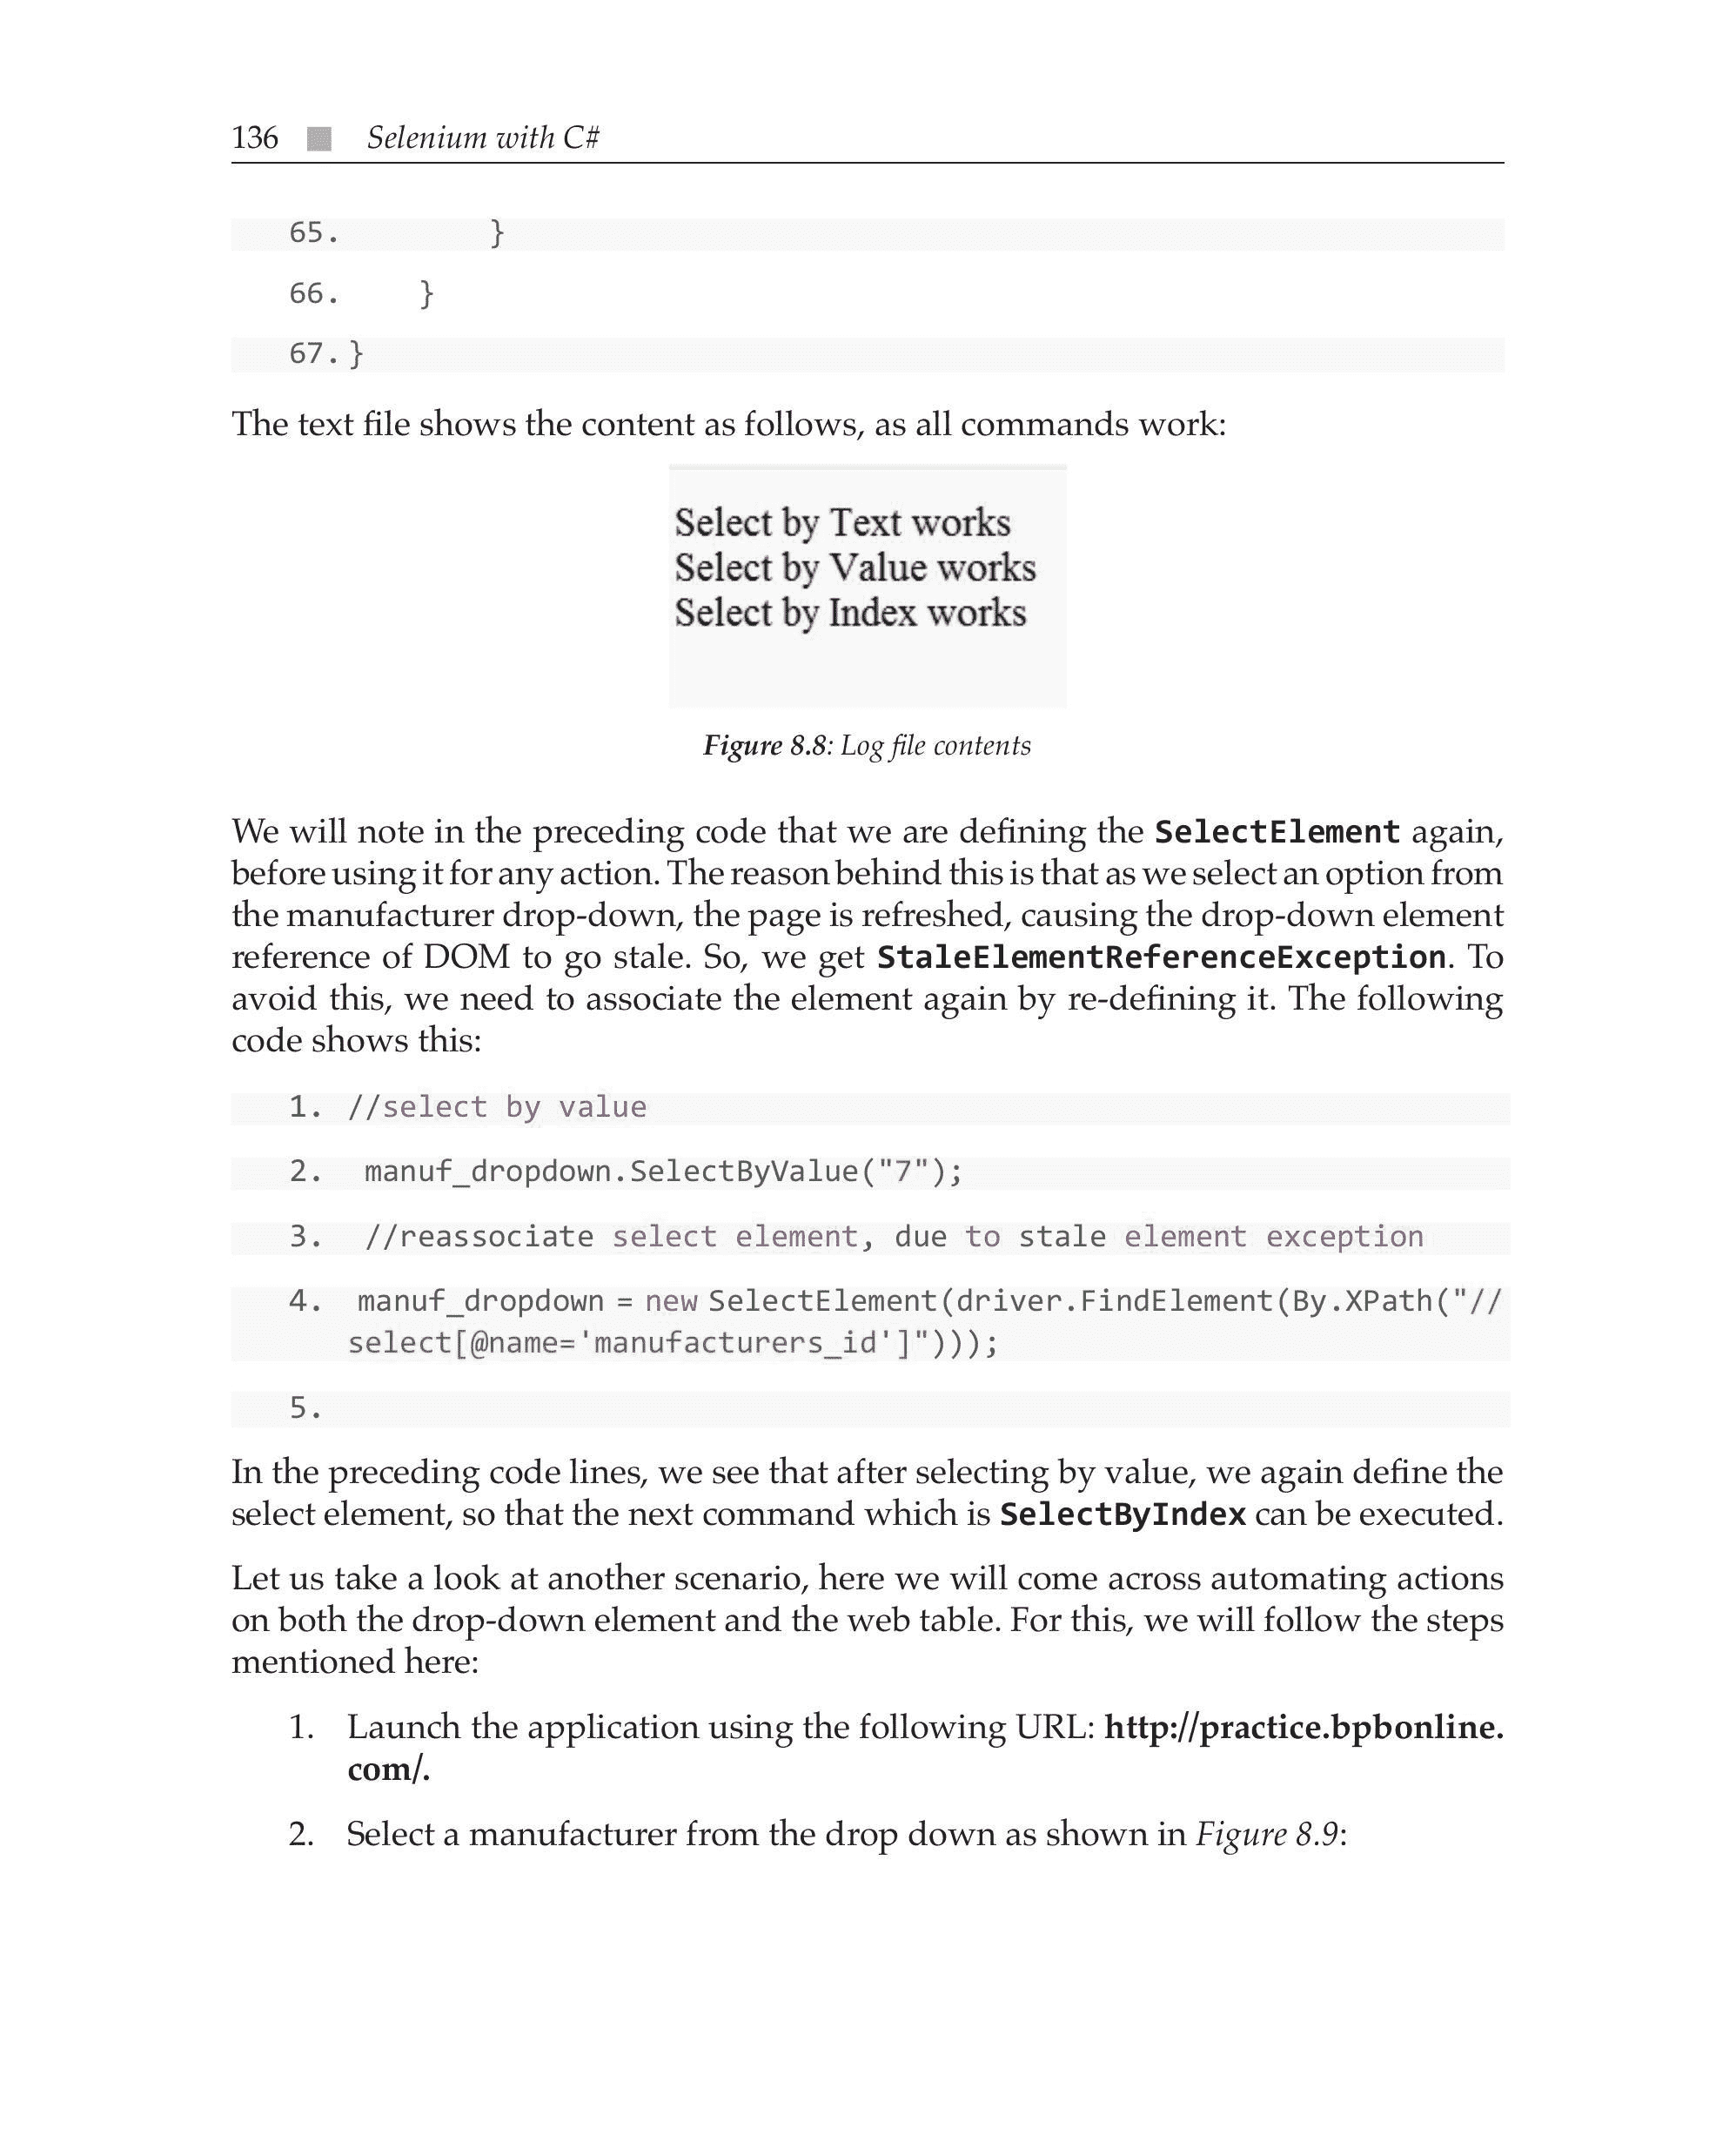 136 Selenium with C#
65. }
66. }
67. }
The text file shows the content as follows, as all commands work:
Select by Text works
Select by Value works
Select by Index works
Figure 8.8: Log file contents
We will note in the preceding code that we are defining the SelectElement again,
before using it for any action. The reason behind this is that as we select an option from
the manufacturer drop-down, the page is refreshed, causing the drop-down element
reference of DOM to go stale. So, we get StaleElementReferenceException. To
avoid this, we need to associate the element again by re-defining it. The following
code shows this:
1. //select by value
2. manuf_dropdown.SelectByValue("7");
3. //reassociate select element, due to stale element exception
4. manuf_dropdown = new SelectElement(driver.FindElement(By.XPath("//
select[@name='manufacturers_id']")));
5.
In the preceding code lines, we see that after selecting by value, we again define the
select element, so that the next command which is SelectByIndex can be executed.
Let us take a look at another scenario, here we will come across automating actions
on both the drop-down element and the web table. For this, we will follow the steps
mentioned here:
1. Launch the application using the following URL: http://practice.bpbonline.
com/.
2. Select a manufacturer from the drop down as shown in Figure 8.9: